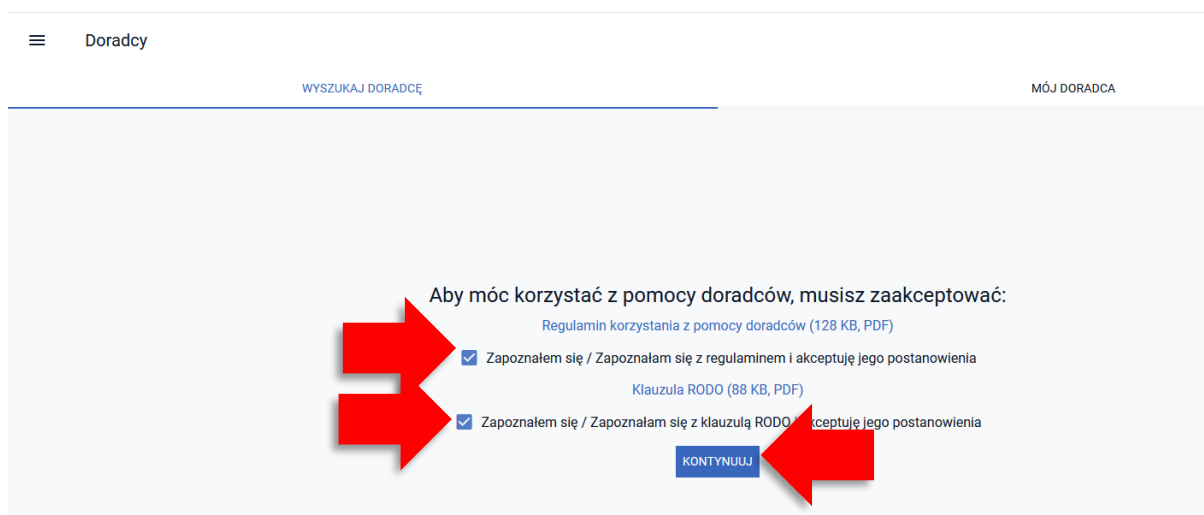 Doradcy
WYSZUKAJ DORADCĘ
MÓJ DORADCA
Aby móc korzystać z pomocy doradców, musisz zaakceptować:
Regulamin korzystania z pomocy doradców (128 KB, PDF)
Zapoznałem się / Zapoznałam się z regulaminem i akceptuję jego postanowienia
Klauzula RODO (88 KB, PDF)
Zapoznałem się / Zapoznałam się z klauzulą RODO i akceptuję jego postanowienia
KONTYNUUJ